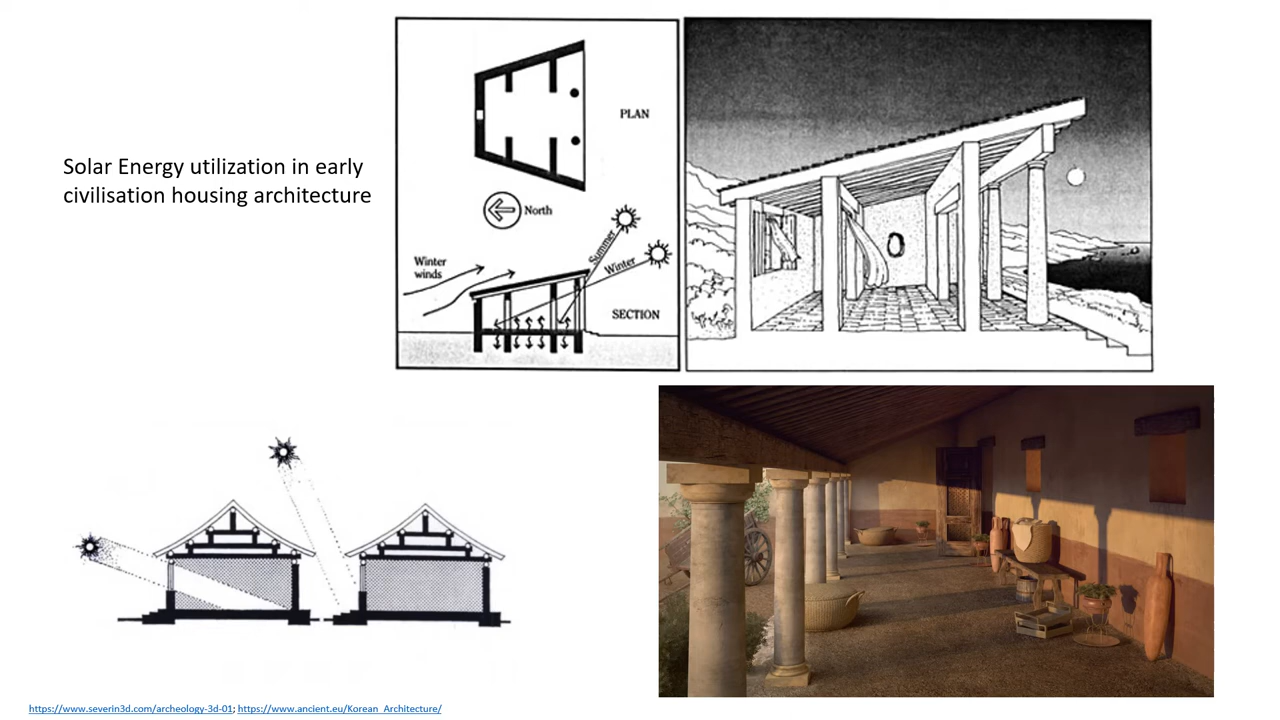 Solar Energy utilization in early
civilisation housing architecture
PLAN
North
Summer
Winter
Winter
winds
SECTION
https://www.severin3d.com/archeology-3d-01; https://www.ancient.eu/Korean_Architecture/